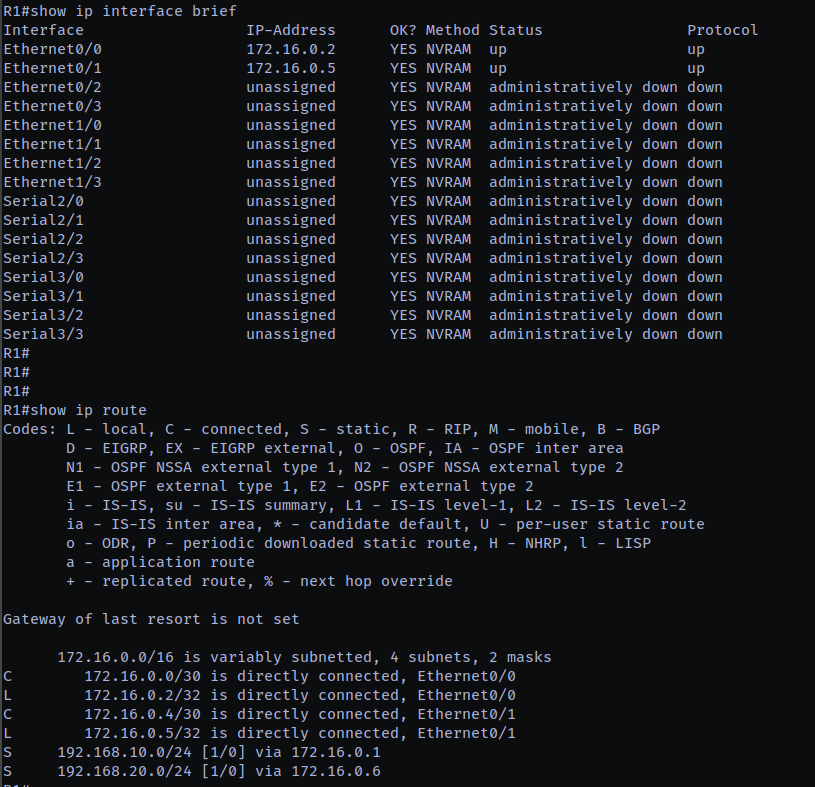 R1#show ip interface brief
Interface                  IP-Address      OK? Method Status                Protocol
Ethernet0/0                172.16.0.2      YES NVRAM  up                    up
Ethernet0/1                172.16.0.5      YES NVRAM  up                    up
Ethernet0/2                unassigned      YES NVRAM  administratively down down
Ethernet0/3                unassigned      YES NVRAM  administratively down down
Ethernet1/0                unassigned      YES NVRAM  administratively down down
Ethernet1/1                unassigned      YES NVRAM  administratively down down
Ethernet1/2                unassigned      YES NVRAM  administratively down down
Ethernet1/3                unassigned      YES NVRAM  administratively down down
Serial2/0                  unassigned      YES NVRAM  administratively down down
Serial2/1                  unassigned      YES NVRAM  administratively down down
Serial2/2                  unassigned      YES NVRAM  administratively down down
Serial2/3                  unassigned      YES NVRAM  administratively down down
Serial3/0                  unassigned      YES NVRAM  administratively down down
Serial3/1                  unassigned      YES NVRAM  administratively down down
Serial3/2                  unassigned      YES NVRAM  administratively down down
Serial3/3                  unassigned      YES NVRAM  administratively down down
R1#
R1#
R1#
R1#show ip route
Codes: L - local, C - connected, S - static, R - RIP, M - mobile, B - BGP
       D - EIGRP, EX - EIGRP external, O - OSPF, IA - OSPF inter area
       N1 - OSPF NSSA external type 1, N2 - OSPF NSSA external type 2
       E1 - OSPF external type 1, E2 - OSPF external type 2
       i - IS-IS, su - IS-IS summary, L1 - IS-IS level-1, L2 - IS-IS level-2
       ia - IS-IS inter area, * - candidate default, U - per-user static route
       o - ODR, P - periodic downloaded static route, H - NHRP, l - LISP
       a - application route
       + - replicated route, % - next hop override
Gateway of last resort is not set
      172.16.0.0/16 is variably subnetted, 4 subnets, 2 masks
C        172.16.0.0/30 is directly connected, Ethernet0/0
L        172.16.0.2/32 is directly connected, Ethernet0/0
C        172.16.0.4/30 is directly connected, Ethernet0/1
L        172.16.0.5/32 is directly connected, Ethernet0/1
S     192.168.10.0/24 [1/0] via 172.16.0.1
S     192.168.20.0/24 [1/0] via 172.16.0.6